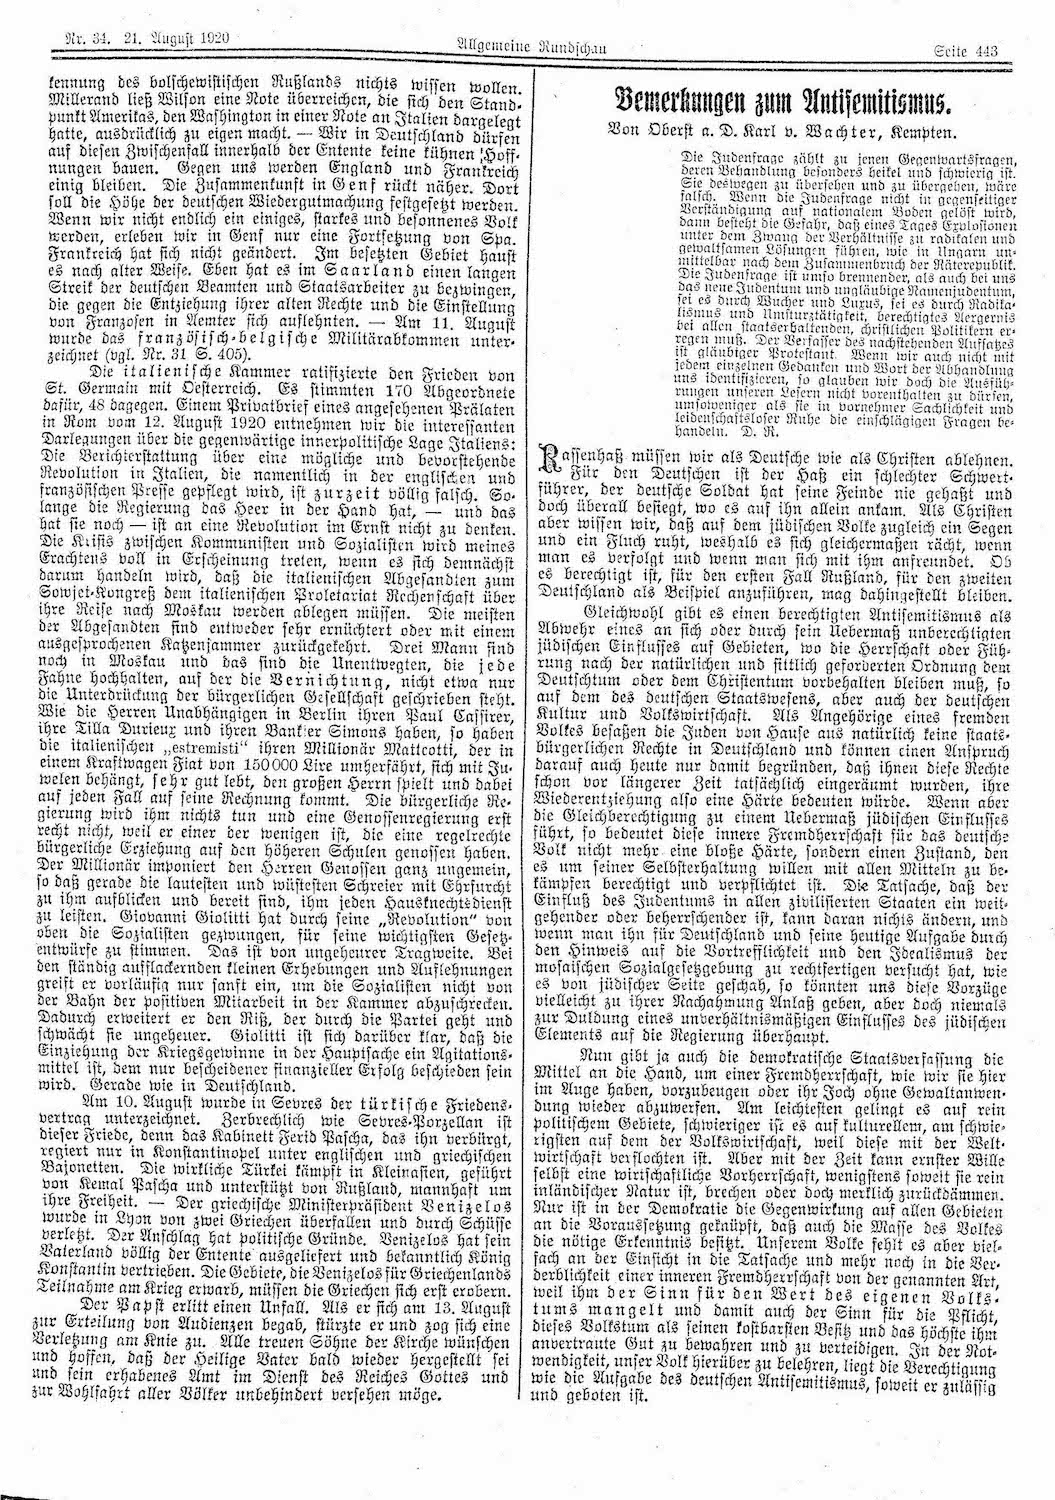 Nr. 34. 21. August 1920
Allgemeine Rundschau
Seite 443
kennung des bolschewistischen Rußlands nichts wissen wollen.
Millerand ließ Wilson eine Note überreichen, die sich den Stand-
punkt Amerikas, den Washington in einer Note an Italien dargelegt
hatte, ausdrücklich zu eigen macht. — Wir in Deutschland dürfen
auf diesen Zwischenfall innerhalb der Entente keine kühnen Hoff-
nungen bauen. Gegen uns werden England und Frankreich
einig bleiben. Die Zusammenkunft in Genf rückt näher. Dort
soll die Höhe der deutschen Wiedergutmachung festgesetzt werden.
Wenn wir nicht endlich ein einiges, starkes und besonnenes Volk
werden, erleben wir in Genf nur eine Fortsetzung von Spa.
Frankreich hat sich nicht geändert. Im besetzten Gebiet haust
es nach alter Weise. Eben hat es im Saarland einen langen
Streik der deutschen Beamten und Staatsarbeiter zu bezwingen,
die gegen die Entziehung ihrer alten Rechte und die Einstellung
von Franzosen in Aemter sich auflehnten. — Am 11. August
wurde das französisch-belgische Militärabkommen unter-
zeichnet (vgl. Nr. 31 S. 405).
Die italienische Kammer ratifizierte den Frieden von
St. Germain mit Oesterreich. Es stimmten 170 Abgeordnete
dafür, 48 dagegen. Einem Privatbrief eines angesehenen Prälaten
in Rom vom 12. August 1920 entnehmen wir die interessanten
Darlegungen über die gegenwärtige innerpolitische Lage Italiens:
Die Berichterstattung über eine mögliche und bevorstehende
Revolution in Italien, die namentlich in der englischen und
französischen Presse gepflegt wird, ist zurzeit völlig falsch. So-
lange die Regierung das Heer in der Hand hat, — und das
hat sie noch — ist an eine Revolution im Ernst nicht zu denken.
Die Krisis zwischen Kommunisten und Sozialisten wird meines
Erachtens voll in Erscheinung treten, wenn es sich demnächst
darum handeln wird, daß die italienischen Abgesandten zum
Sowjet-Kongreß dem italienischen Proletariat Rechenschaft über
ihre Reise nach Moskau werden ablegen müssen. Die meisten
der Abgesandten sind entweder sehr ernüchtert oder mit einem
ausgesprochenen Katzenjammer zurückgekehrt. Drei Mann sind
noch in Moskau und das sind die Unentwegten, die jede
Fahne hochhalten, auf der die Vernichtung, nicht etwa nur
die Unterdrückung der bürgerlichen Gesellschaft geschrieben steht.
Wie die Herren Unabhängigen in Berlin ihren Paul Cassirer,
ihre Tilla Durieux und ihren Bankier Simons haben, so haben
die italienischen „estremisti“ ihren Millionär Matteotti, der in
einem Kraftwagen Fiat von 150 000 Lire umherfährt, sich mit Ju-
welen behängt, sehr gut lebt, den großen Herrn spielt und dabei
auf jeden Fall auf seine Rechnung kommt. Die bürgerliche Re-
gierung wird ihm nichts tun und eine Genossenregierung erst
recht nicht, weil er einer der wenigen ist, die eine regelrechte
bürgerliche Erziehung auf den höheren Schulen genossen haben.
Der Millionär imponiert den Herren Genossen ganz ungemein,
so daß gerade die lautesten und wüstesten Schreier mit Ehrfurcht
zu ihm aufblicken und bereit sind, ihm jeden Hausknechtsdienst
zu leisten. Giovanni Giolitti hat durch seine „Revolution“ von
oben die Sozialisten gezwungen, für seine wichtigsten Gesetz-
entwürfe zu stimmen. Das ist von ungeheurer Tragweite. Bei
den ständig aufflackernden kleinen Erhebungen und Auflehnungen
greift er vorläufig nur sanft ein, um die Sozialisten nicht von
der Bahn der positiven Mitarbeit in der Kammer abzuschrecken.
Dadurch erweitert er den Riß, der durch die Partei geht und
schwächt sie ungeheuer. Giolitti ist sich darüber klar, daß die
Einziehung der Kriegsgewinne in der Hauptsache ein Agitations-
mittel ist, dem nur bescheidener finanzieller Erfolg beschieden sein
wird. Gerade wie in Deutschland.
Am 10. August wurde in Sevres der türkische Friedens-
vertrag unterzeichnet. Zerbrechlich wie Sevres-Porzellan ist
dieser Friede, denn das Kabinett Ferid Pascha, das ihn verbürgt,
regiert nur in Konstantinopel unter englischen und griechischen
Bajonetten. Die wirkliche Türkei kämpft in Kleinasien, geführt
von Kemal Pascha und unterstützt von Rußland, mannhaft um
ihre Freiheit. — Der griechische Ministerpräsident Venizelos
wurde in Lyon von zwei Griechen überfallen und durch Schüsse
verletzt. Der Anschlag hat politische Gründe. Venizelos hat sein
Vaterland völlig der Entente ausgeliefert und bekanntlich König
Konstantin vertrieben. Die Gebiete, die Venizelos für Griechenlands
Teilnahme am Krieg erwarb, müssen die Griechen sich erst erobern.
Der Papst erlitt einen Unfall. Als er sich am 13. August
zur Erteilung von Audienzen begab, stürzte er und zog sich eine
Verletzung am Knie zu. Alle treuen Söhne der Kirche wünschen
und hoffen, daß der Heilige Vater bald wieder hergestellt sei
und sein erhabenes Amt im Dienst des Reiches Gottes und
zur Wohlfahrt aller Völker unbehindert versehen möge.
Bemerkungen zum Antisemitismus.
Von Oberst a. D. Karl v. Wachter, Kempten.
Die Judenfrage zählt zu jenen Gegenwartsfragen,
deren Behandlung besonders heikel und schwierig ist.
Sie deswegen zu übersehen und zu übergehen, wäre
falsch. Wenn die Judenfrage nicht in gegenseitiger
Verständigung auf nationalem Boden gelöst wird,
dann besteht die Gefahr, daß eines Tages Explosionen
unter dem Zwang der Verhältnisse zu radikalen und
gewaltsamen Lösungen führen, wie in Ungarn un-
mittelbar nach dem Zusammenbruch der Räterepublik.
Die Judenfrage ist umso brennender, als auch bei uns
das neue Judentum und ungläubige Namenjudentum,
sei es durch Wucher und Luxus, sei es durch Radika-
lismus und Umsturztätigkeit, berechtigtes Aergernis
bei allen staatserhaltenden, christlichen Politikern er-
regen muß. Der Verfasser des nachstehenden Aufsatzes
ist gläubiger Protestant. Wenn wir auch nicht mit
jedem einzelnen Gedanken und Wort der Abhandlung
uns identifizieren, so glauben wir doch die Ausfüh-
rungen unseren Lesern nicht vorenthalten zu dürfen,
umsoweniger als sie in vornehmer Sachlichkeit und
leidenschaftsloser Ruhe die einschlägigen Fragen be-
handeln. D. R.
Rassenhaß müssen wir als Deutsche wie als Christen ablehnen.
Für den Deutschen ist der Haß ein schlechter Schwert-
führer, der deutsche Soldat hat seine Feinde nie gehaßt und
doch überall besiegt, wo es auf ihn allein ankam. Als Christen
aber wissen wir, daß auf dem jüdischen Volke zugleich ein Segen
und ein Fluch ruht, weshalb es sich gleichermaßen rächt, wenn
man es verfolgt und wenn man sich mit ihm anfreundet. Ob
es berechtigt ist, für den ersten Fall Rußland, für den zweiten
Deutschland als Beispiel anzuführen, mag dahingestellt bleiben.
Gleichwohl gibt es einen berechtigten Antisemitismus als
Abwehr eines an sich oder durch sein Uebermaß unberechtigten
jüdischen Einflusses auf Gebieten, wo die Herrschaft oder Füh-
rung nach der natürlichen und sittlich geforderten Ordnung dem
Deutschtum oder dem Christentum vorbehalten bleiben muß, so
auf dem des deutschen Staatswesens, aber auch der deutschen
Kultur und Volkswirtschaft. Als Angehörige eines fremden
Volkes besaßen die Juden von Hause aus natürlich keine staats-
bürgerlichen Rechte in Deutschland und können einen Anspruch
darauf auch heute nur damit begründen, daß ihnen diese Rechte
schon vor längerer Zeit tatsächlich eingeräumt wurden, ihre
Wiederentziehung also eine Härte bedeuten würde. Wenn aber
die Gleichberechtigung zu einem Uebermaß jüdischen Einflusses
führt, so bedeutet diese innere Fremdherrschaft für das deutsche
Volk nicht mehr eine bloße Härte, sondern einen Zustand, den
es um seiner Selbsterhaltung willen mit allen Mitteln zu be-
kämpfen berechtigt und verpflichtet ist. Die Tatsache, daß der
Einfluß des Judentums in allen zivilisierten Staaten ein weit-
gehender oder beherrschender ist, kann daran nichts ändern, und
wenn man ihn für Deutschland und seine heutige Aufgabe durch
den Hinweis auf die Vortrefflichkeit und den Idealismus der
mosaischen Sozialgesetzgebung zu rechtfertigen versucht hat, wie
es von jüdischer Seite geschah, so könnten uns diese Vorzüge
vielleicht zu ihrer Nachahmung Anlaß geben, aber doch niemals
zur Duldung eines unverhältnismäßigen Einflusses des jüdischen
Elements auf die Regierung überhaupt.
Nun gibt ja auch die demokratische Staatsverfassung die
Mittel an die Hand, um einer Fremdherrschaft, wie wir sie hier
im Auge haben, vorzubeugen oder ihr Joch ohne Gewaltanwen-
dung wieder abzuwerfen. Am leichtesten gelingt es auf rein
politischem Gebiete, schwieriger ist es auf kulturellem, am schwie-
rigsten auf dem der Volkswirtschaft, weil diese mit der Welt-
wirtschaft verflochten ist. Aber mit der Zeit kann ernster Wille
selbst eine wirtschaftliche Vorherrschaft, wenigstens soweit sie rein
inländischer Natur ist, brechen oder doch merklich zurückdämmen.
Nur ist in der Demokratie die Gegenwirkung auf allen Gebieten
an die Voraussetzung geknüpft, daß auch die Masse des Volkes
die nötige Erkenntnis besitzt. Unserem Volke fehlt es aber viel-
fach an der Einsicht in die Tatsache und mehr noch in die Ver-
derblichkeit einer inneren Fremdherrschaft von der genannten Art,
weil ihm der Sinn für den Wert des eigenen Volks-
tums mangelt und damit auch der Sinn für die Pflicht,
dieses Volkstum als seinen kostbarsten Besitz und das höchste ihm
anvertraute Gut zu bewahren und zu verteidigen. In der Not-
wendigkeit, unser Volk hierüber zu belehren, liegt die Berechtigung
wie die Aufgabe des deutschen Antisemitismus, soweit er zulässig
und geboten ist.